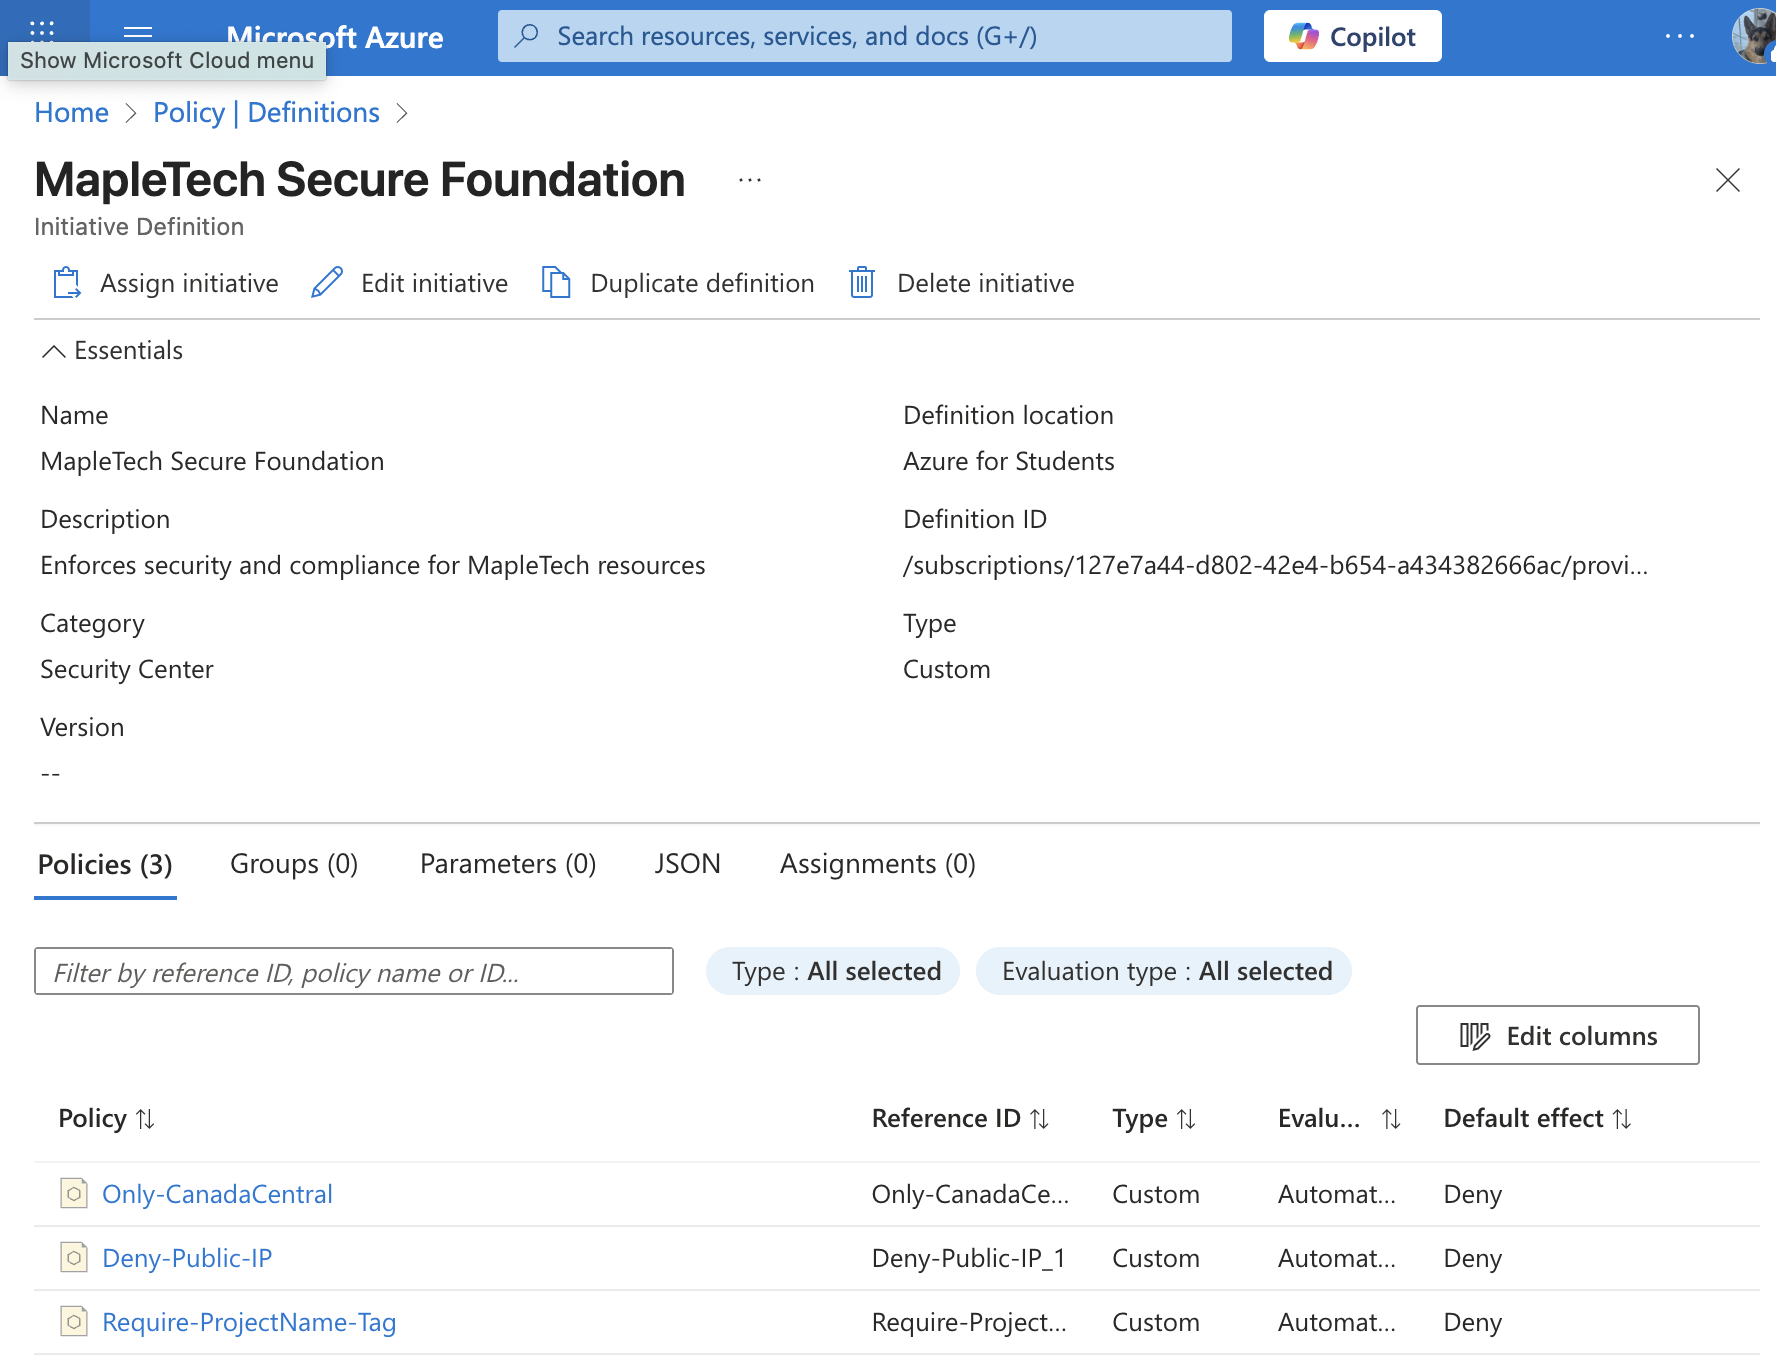 Microsoft Azure
Search resources, services, and docs (G+/)
Copilot
Show Microsoft Cloud menu
Home > Policy | Definitions >
MapleTech Secure Foundation ...
Initiative Definition
Assign initiative Edit initiative Duplicate definition Delete initiative
Essentials
Name
MapleTech Secure Foundation
Definition location
Azure for Students
Description
Enforces security and compliance for MapleTech resources
Definition ID
/subscriptions/127e7a44-d802-42e4-b654-a434382666ac/provi...
Category
Security Center
Type
Custom
Version
--
Policies (3) Groups (0) Parameters (0) JSON Assignments (0)
Filter by reference ID, policy name or ID...
Type : All selected
Evaluation type : All selected
Edit columns
Policy Reference ID Type Evalu... Default effect
Only-CanadaCentral Only-CanadaCe... Custom Automat... Deny
Deny-Public-IP Deny-Public-IP_1 Custom Automat... Deny
Require-ProjectName-Tag Require-Project... Custom Automat... Deny